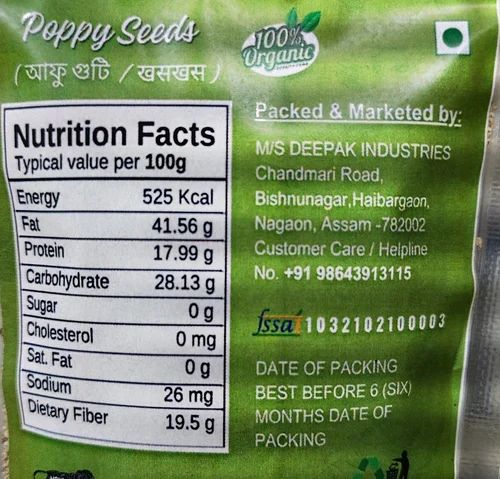 Poppy Seeds
100%
Organic
(আফু গুটি / खसखस)
Nutrition Facts
Typical value per 100g
Energy 525 Kcal
Fat 41.56 g
Protein 17.99 g
Carbohydrate 28.13 g
Sugar 0 g
Cholesterol 0 mg
Sat. Fat 0 g
Sodium 26 mg
Dietary Fiber 19.5 g
Packed & Marketed by:
M/S DEEPAK INDUSTRIES
Chandmari Road,
Bishnunagar,Haibargaon,
Nagaon, Assam -782002
Customer Care / Helpline
No. +91 98643913115
fssai 1032102100003
DATE OF PACKING
BEST BEFORE 6 (SIX)
MONTHS DATE OF
PACKING